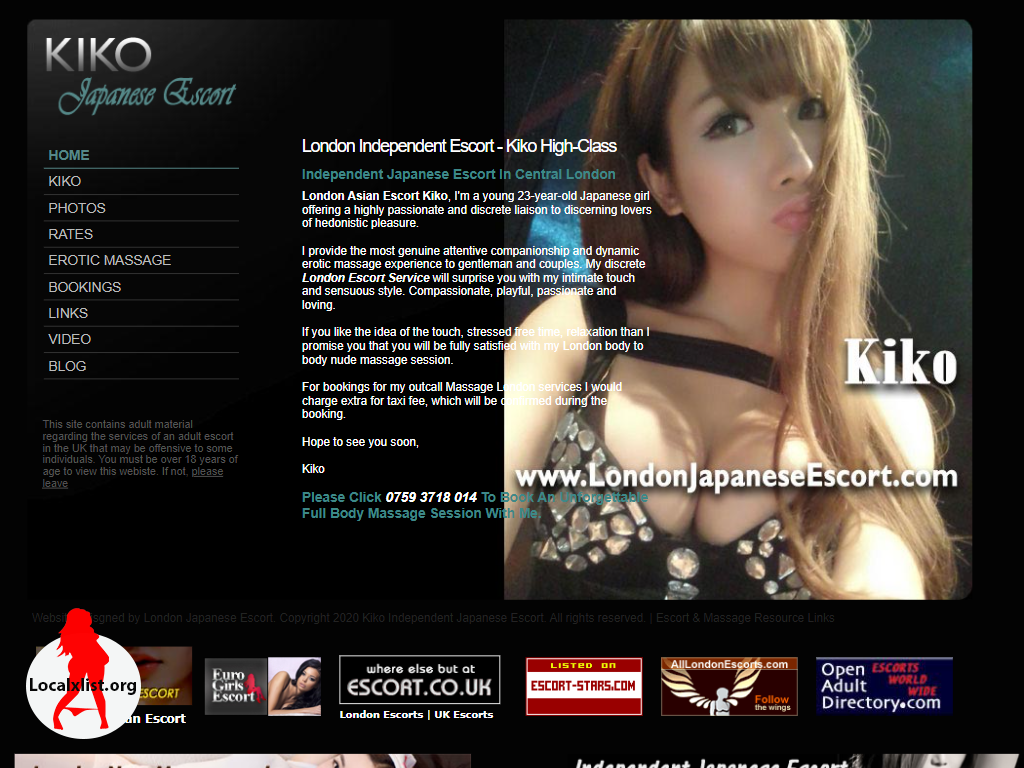 KIKO
Japanese Escort
HOME
KIKO
PHOTOS
RATES
EROTIC MASSAGE
BOOKINGS
LINKS
VIDEO
BLOG
This site contains adult material
regarding the services of an adult escort
in the UK that may be offensive to some
individuals. You must be over 18 years of
age to view this webiste. If not, please
leave
London Independent Escort - Kiko High-Class
Independent Japanese Escort In Central London
London Asian Escort Kiko, I'm a young 23-year-old Japanese girl
offering a highly passionate and discrete liaison to discerning lovers
of hedonistic pleasure.
I provide the most genuine attentive companionship and dynamic
erotic massage experience to gentleman and couples. My discrete
London Escort Service will surprise you with my intimate touch
and sensuous style. Compassionate, playful, passionate and
loving.
If you like the idea of the touch, stressed free time, relaxation than I
promise you that you will be fully satisfied with my London body to
body nude massage session.
For bookings for my outcall Massage London services I would
charge extra for taxi fee, which will be confirmed during the
booking.
Hope to see you soon,
Kiko
Please Click 0759 3718 014 To Book An Unforgettable
Full Body Massage Session With Me.
Kiko
www.LondonJapaneseEscort.com
by London Japanese Escort. Copyright 2020 Kiko Independent Japanese Escort. All rights reserved. | Escort & Massage Resource Links
Localxlist.org
ESCORT
Escort
Euro
Girls
Escort
where else but at
ESCORT.CO.UK
London Escorts | UK Escorts
LISTED ON
ESCORT-STARS.COM
AllLondonEscorts.com
Follow
the wings
Open ESCORTS
Adult WORLD
WIDE
Directory.com
Independent Japanese Escort